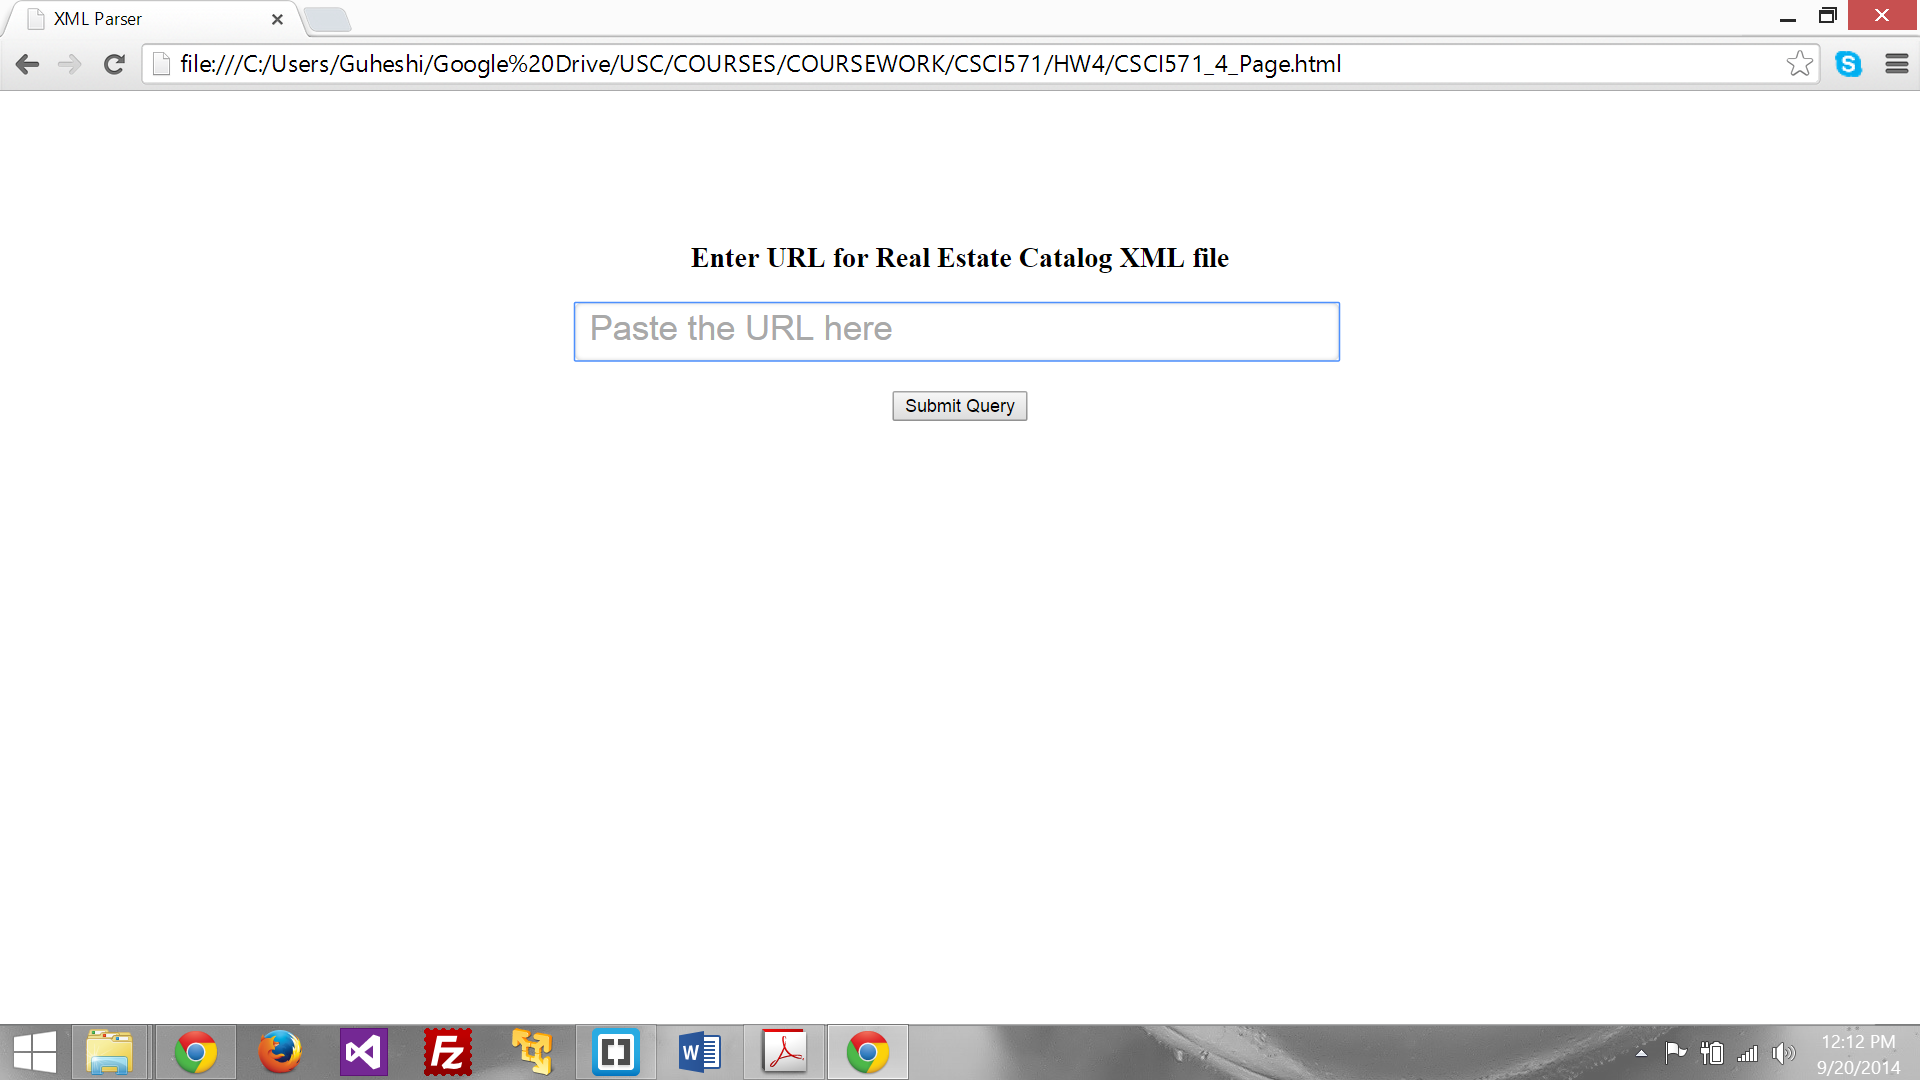 XML Parser
file:///C:/Users/Guheshi/Google%20Drive/USC/COURSES/COURSEWORK/CSCI571/HW4/CSCI571_4_Page.html
Enter URL for Real Estate Catalog XML file
Paste the URL here
Submit Query
12:12 PM
9/20/2014